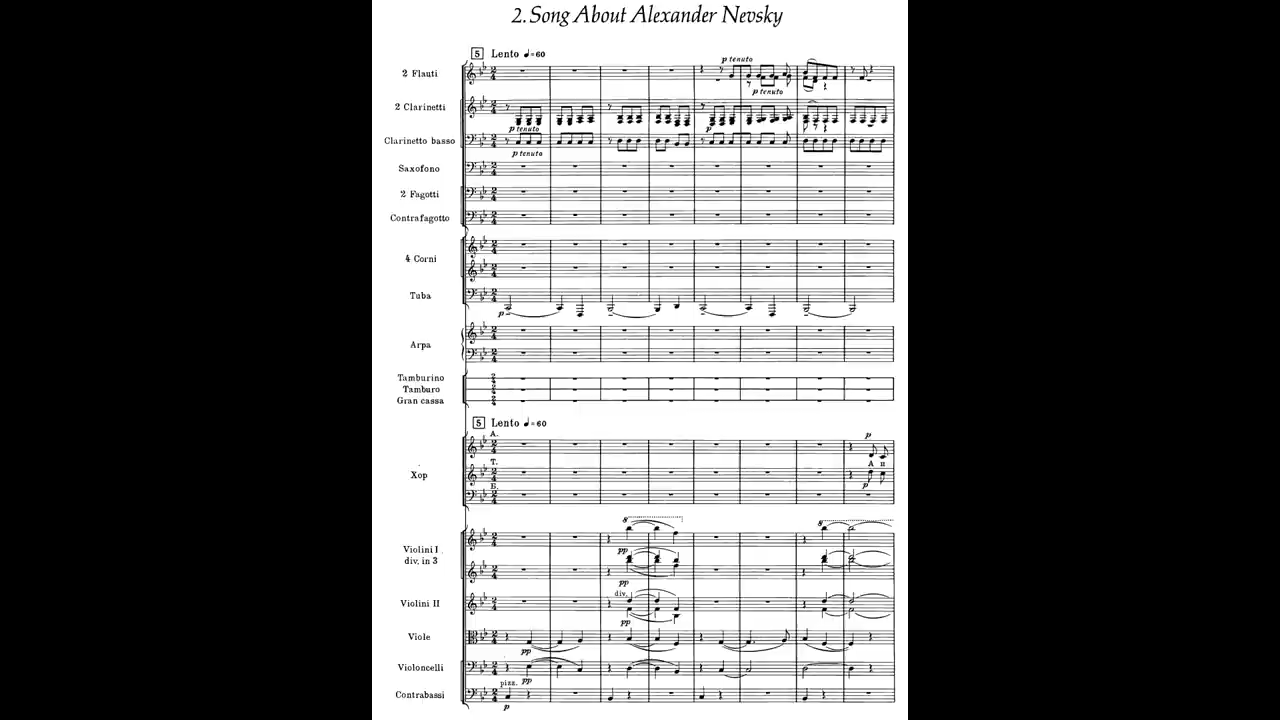 2. Song About Alexander Nevsky
5 Lento ♩=60
2 Flauti
p tenuto
p tenuto
2 Clarinetti
p tenuto
p
Clarinetto basso
p tenuto
Saxofono
2 Fagotti
Contrafagotto
4 Corni
Tuba
p
Arpa
Tamburino
Tamburo
Gran cassa
5 Lento ♩=60
p
А.
Хор
Т.
А и
Б.
p
8
8
Violini I
div. in 3
pp
pp
Violini II
div.
pp
Viole
pp
Violoncelli
pp
Contrabassi
pizz.
p